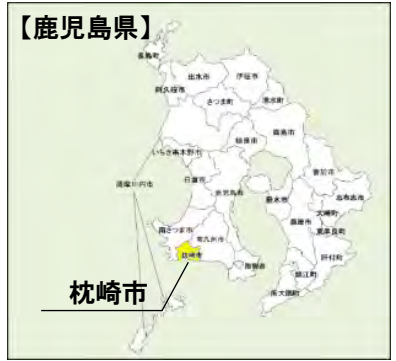 【鹿児島県】
長島町
出水市
伊佐市
阿久根市
さつま町
湧水町
霧島市
姶良市
いちき串木野市
薩摩川内市
日置市
鹿児島市
曽於市
志布志市
垂水市
大崎町
鹿屋市
東串良町
南さつま市
南九州市
肝付町
枕崎市
指宿市
錦江町
南大隅町
枕崎市